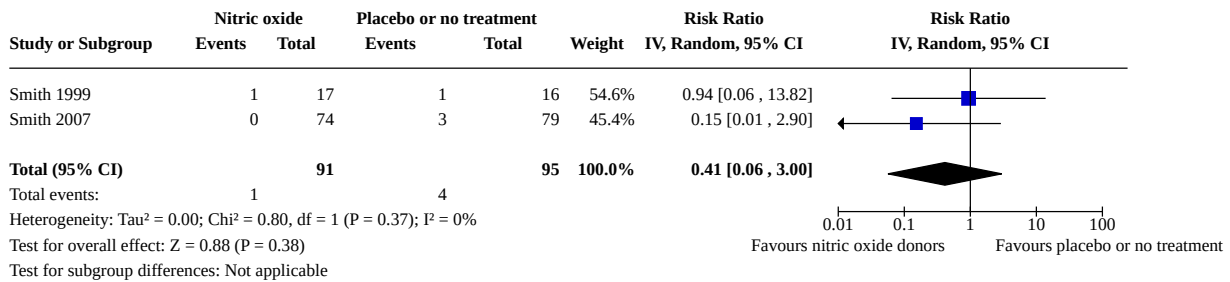 Nitric oxide Placebo or no treatment Risk Ratio Risk Ratio
Study or Subgroup Events Total Events Total Weight IV, Random, 95% CI IV, Random, 95% CI
Smith 1999 1 17 1 16 54.6% 0.94 [0.06 , 13.82]
Smith 2007 0 74 3 79 45.4% 0.15 [0.01 , 2.90]
Total (95% CI) 91 95 100.0% 0.41 [0.06 , 3.00]
Total events: 1 4
Heterogeneity: Tau² = 0.00; Chi² = 0.80, df = 1 (P = 0.37); I² = 0% 0.01 0.1 1 10 100
Test for overall effect: Z = 0.88 (P = 0.38) Favours nitric oxide donors Favours placebo or no treatment
Test for subgroup differences: Not applicable